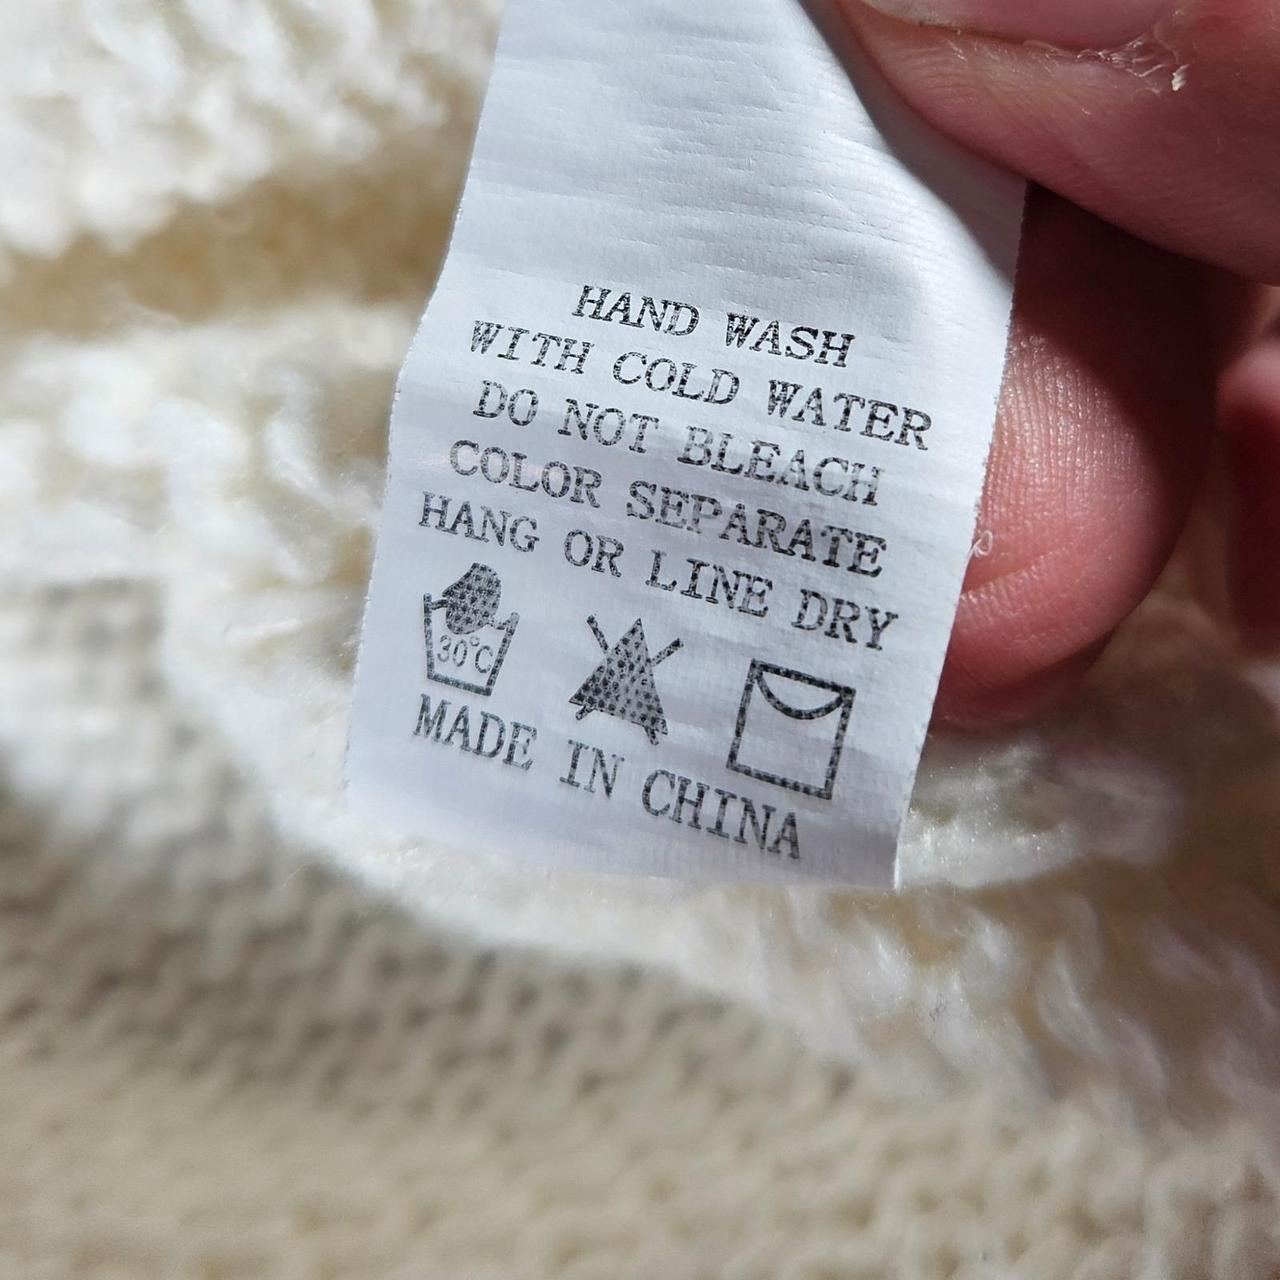 HAND WASH
WITH COLD WATER
DO NOT BLEACH
COLOR SEPARATE
HANG OR LINE DRY
30°C
MADE IN CHINA